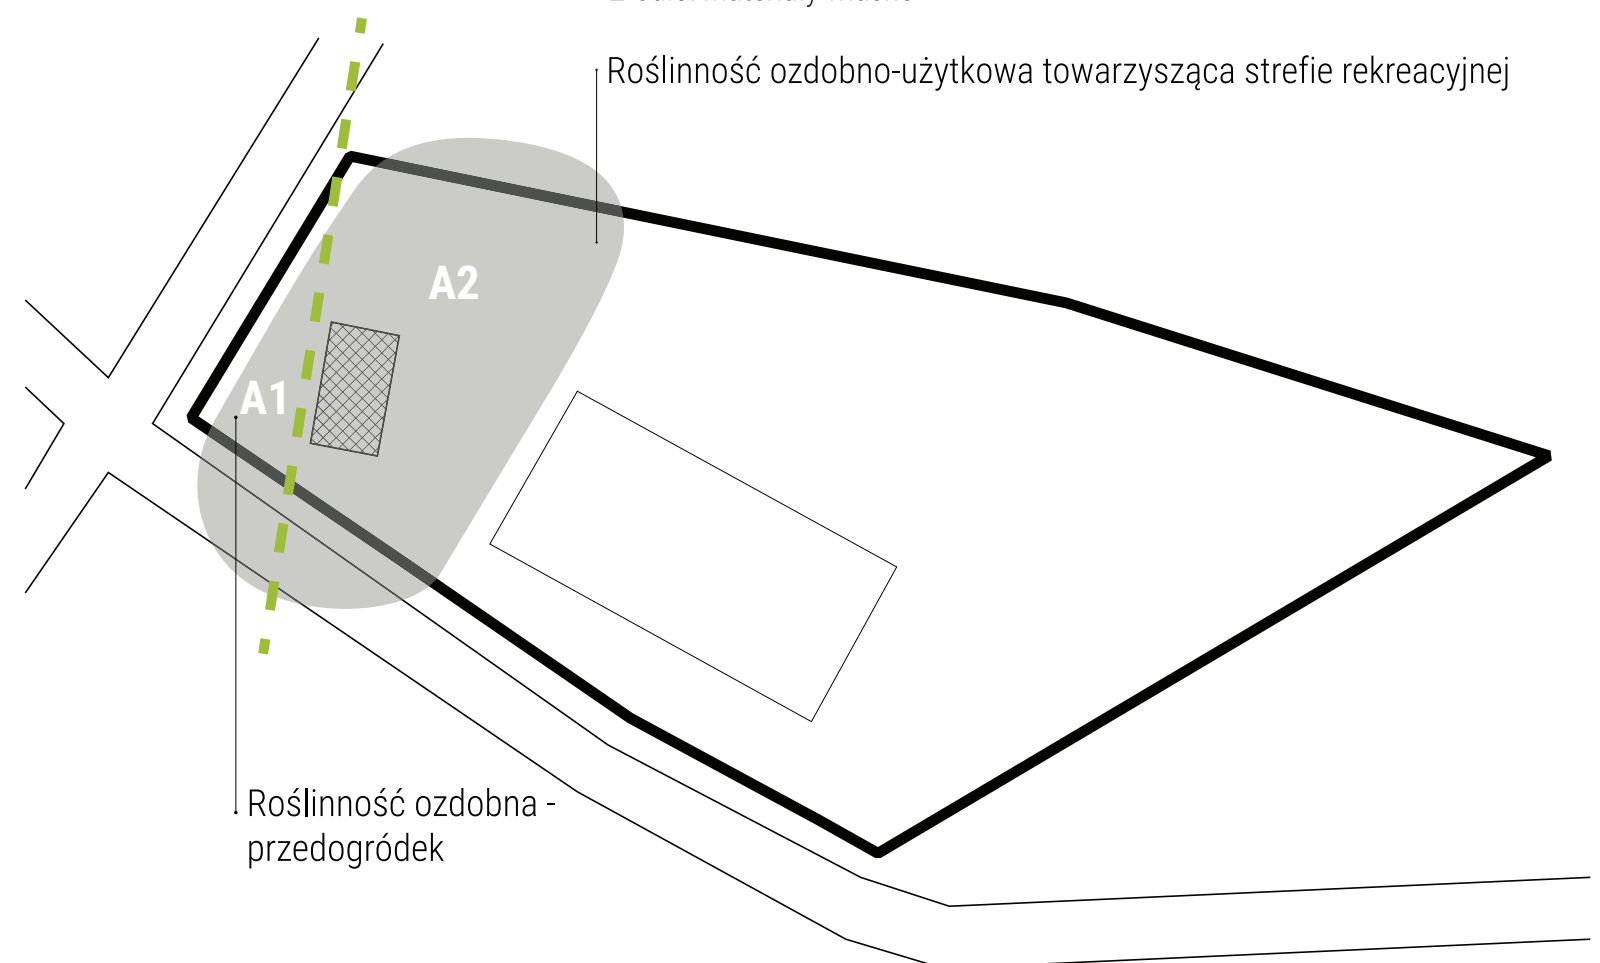 Roślinność ozdobno-użytkowa towarzysząca strefie rekreacyjnej
A2
A1
Roślinność ozdobna -
przedogródek